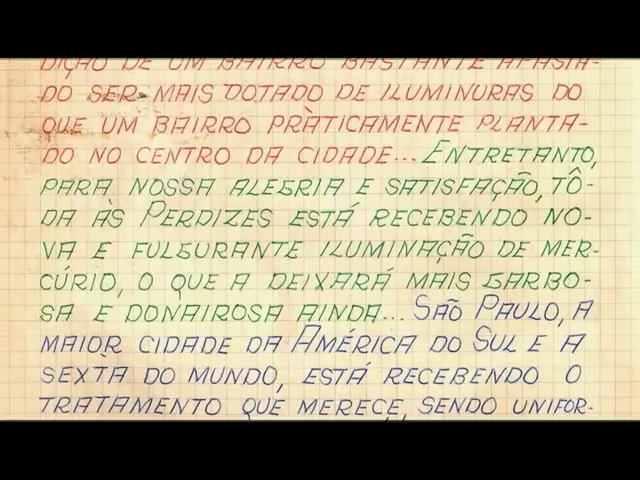 DIÇÃO DE UM BAIRRO BASTANTE AFASTA-
DO SER MAIS DOTADO DE ILUMINURAS DO
QUE UM BAIRRO PRÀTICAMENTE PLANTA-
DO NO CENTRO DA CIDADE... ENTRETANTO,
PARA NOSSA ALEGRIA E SATISFAÇÃO, TÔ-
DA ÀS PERDIZES ESTÁ RECEBENDO NO-
VA E FULGURANTE ILUMINAÇÃO DE MER-
CÚRIO, O QUE A DEIXARÁ MAIS GARBO-
SA E DONAIROSA AINDA... SÃO PAULO, A
MAIOR CIDADE DA AMÉRICA DO SUL E A
SEXTA DO MUNDO, ESTÁ RECEBENDO O
TRATAMENTO QUE MERECE, SENDO UNIFOR-